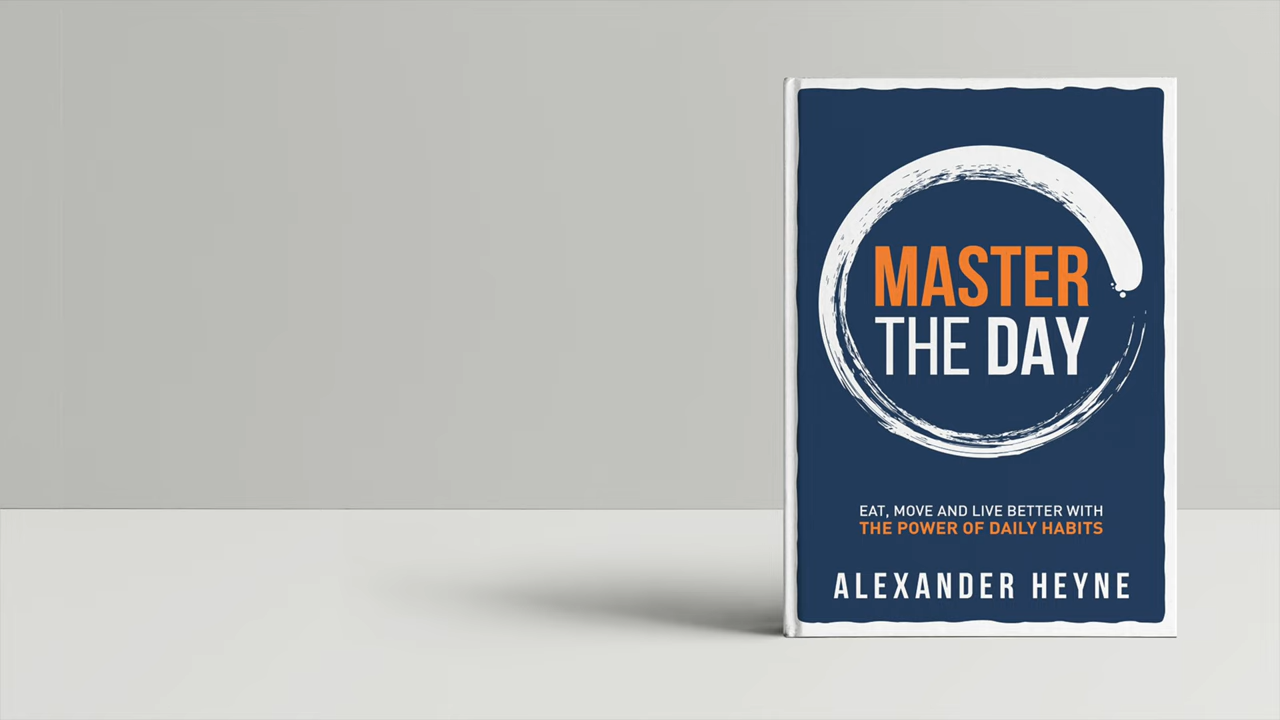 MASTER
THE DAY
EAT, MOVE AND LIVE BETTER WITH
THE POWER OF DAILY HABITS
ALEXANDER HEYNE